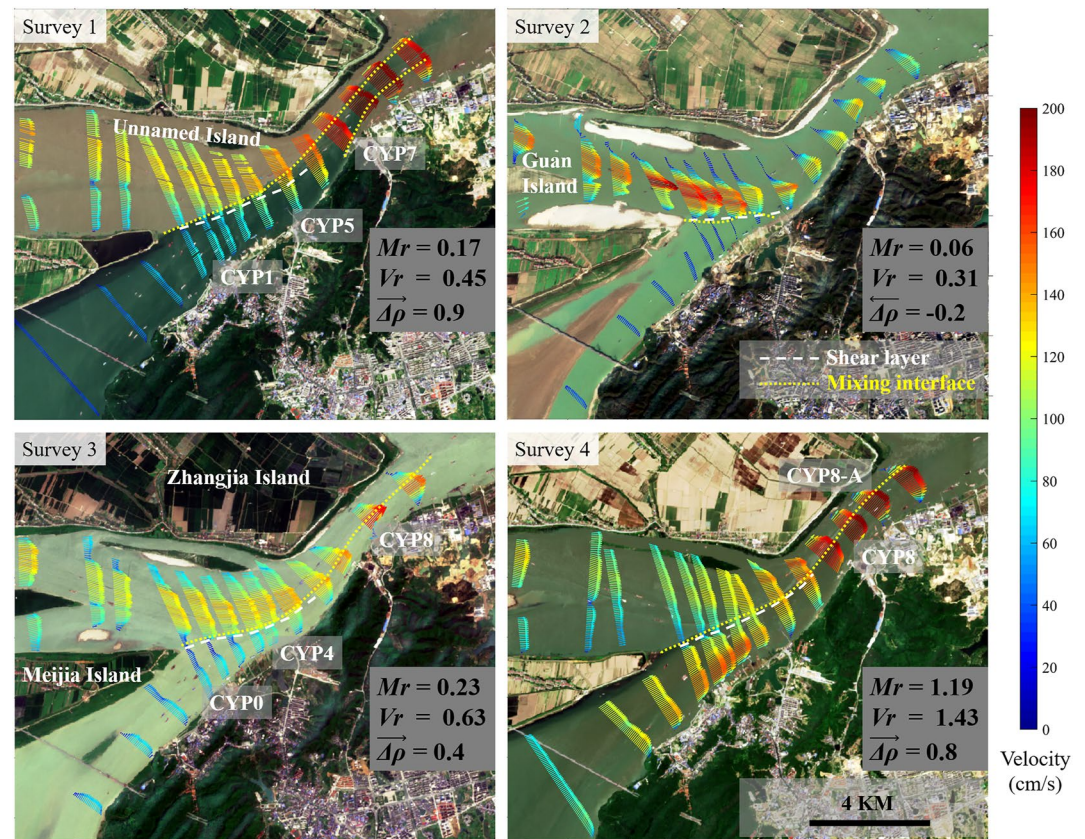 Survey 1
Unnamed Island
CYP7
CYP5
CYP1
Mr = 0.17
Vr = 0.45
Δρ = 0.9
Survey 2
Guan
Island
Mr = 0.06
Vr = 0.31
Δρ = -0.2
Shear layer
Mixing interface
Survey 3
Zhangjia Island
CYP8
CYP4
Meijia Island
CYP0
Mr = 0.23
Vr = 0.63
Δρ = 0.4
Survey 4
CYP8-A
CYP8
Mr = 1.19
Vr = 1.43
Δρ = 0.8
4 KM
200
180
160
140
120
100
80
60
40
20
0
Velocity
(cm/s)